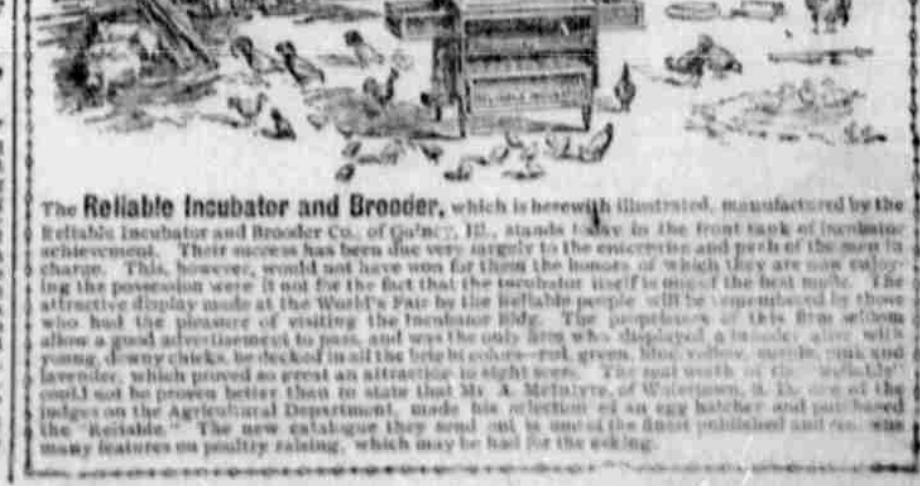 The Reliable Incubator and Brooder, which is herewith illustrated, manufactured by the
Reliable Incubator and Brooder Co., of Quincy, Ill., stands today in the front rank of incubator
achievement. Their success has been due very largely to the enterprise and push of the men in
charge. This, however, would not have won for them the honors of which they are now enjoy-
ing the possession were it not for the fact that the incubator itself is one of the best made. The
attractive display made at the World's Fair by the Reliable people will be remembered by those
who had the pleasure of visiting the Incubator Bldg. The proprietors of this firm seldom
allow a good advertisement to pass, and was the only firm who displayed a brooder alive with
young, downy chicks, be decked in all the bright colors—red, green, blue, yellow, purple, pink and
lavender, which proved so great an attraction to sight seers. The real worth of the
could not be proven better than to state that Mr. A. McIntyre, of Watertown, one of the
judges on the Agricultural Department, made his selection of an egg hatcher and purchased
the "Reliable." The new catalogue they send out is one of the finest published and
many features on poultry raising, which may be had for the asking.